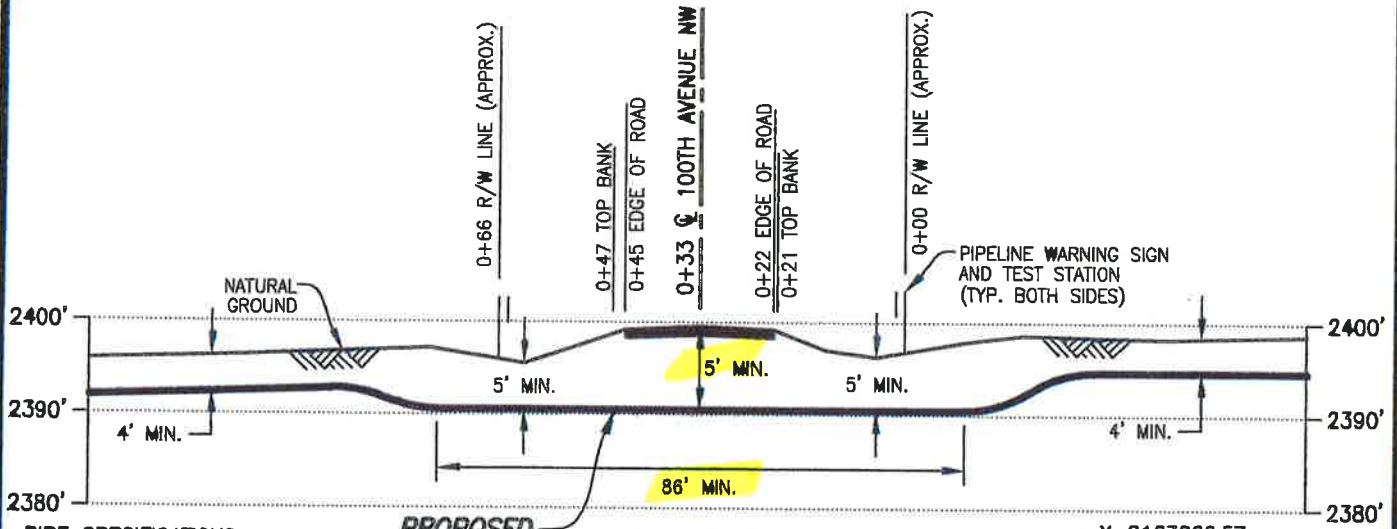 0+66 R/W LINE (APPROX.)
0+47 TOP BANK
0+45 EDGE OF ROAD
0+33 ℄ 100TH AVENUE NW
0+22 EDGE OF ROAD
0+21 TOP BANK
0+00 R/W LINE (APPROX.)
PIPELINE WARNING SIGN
AND TEST STATION
(TYP. BOTH SIDES)
NATURAL
GROUND
2400'
2400'
5' MIN.
5' MIN.
5' MIN.
2390'
2390'
4' MIN.
4' MIN.
86' MIN.
2380'
2380'
PROPOSED